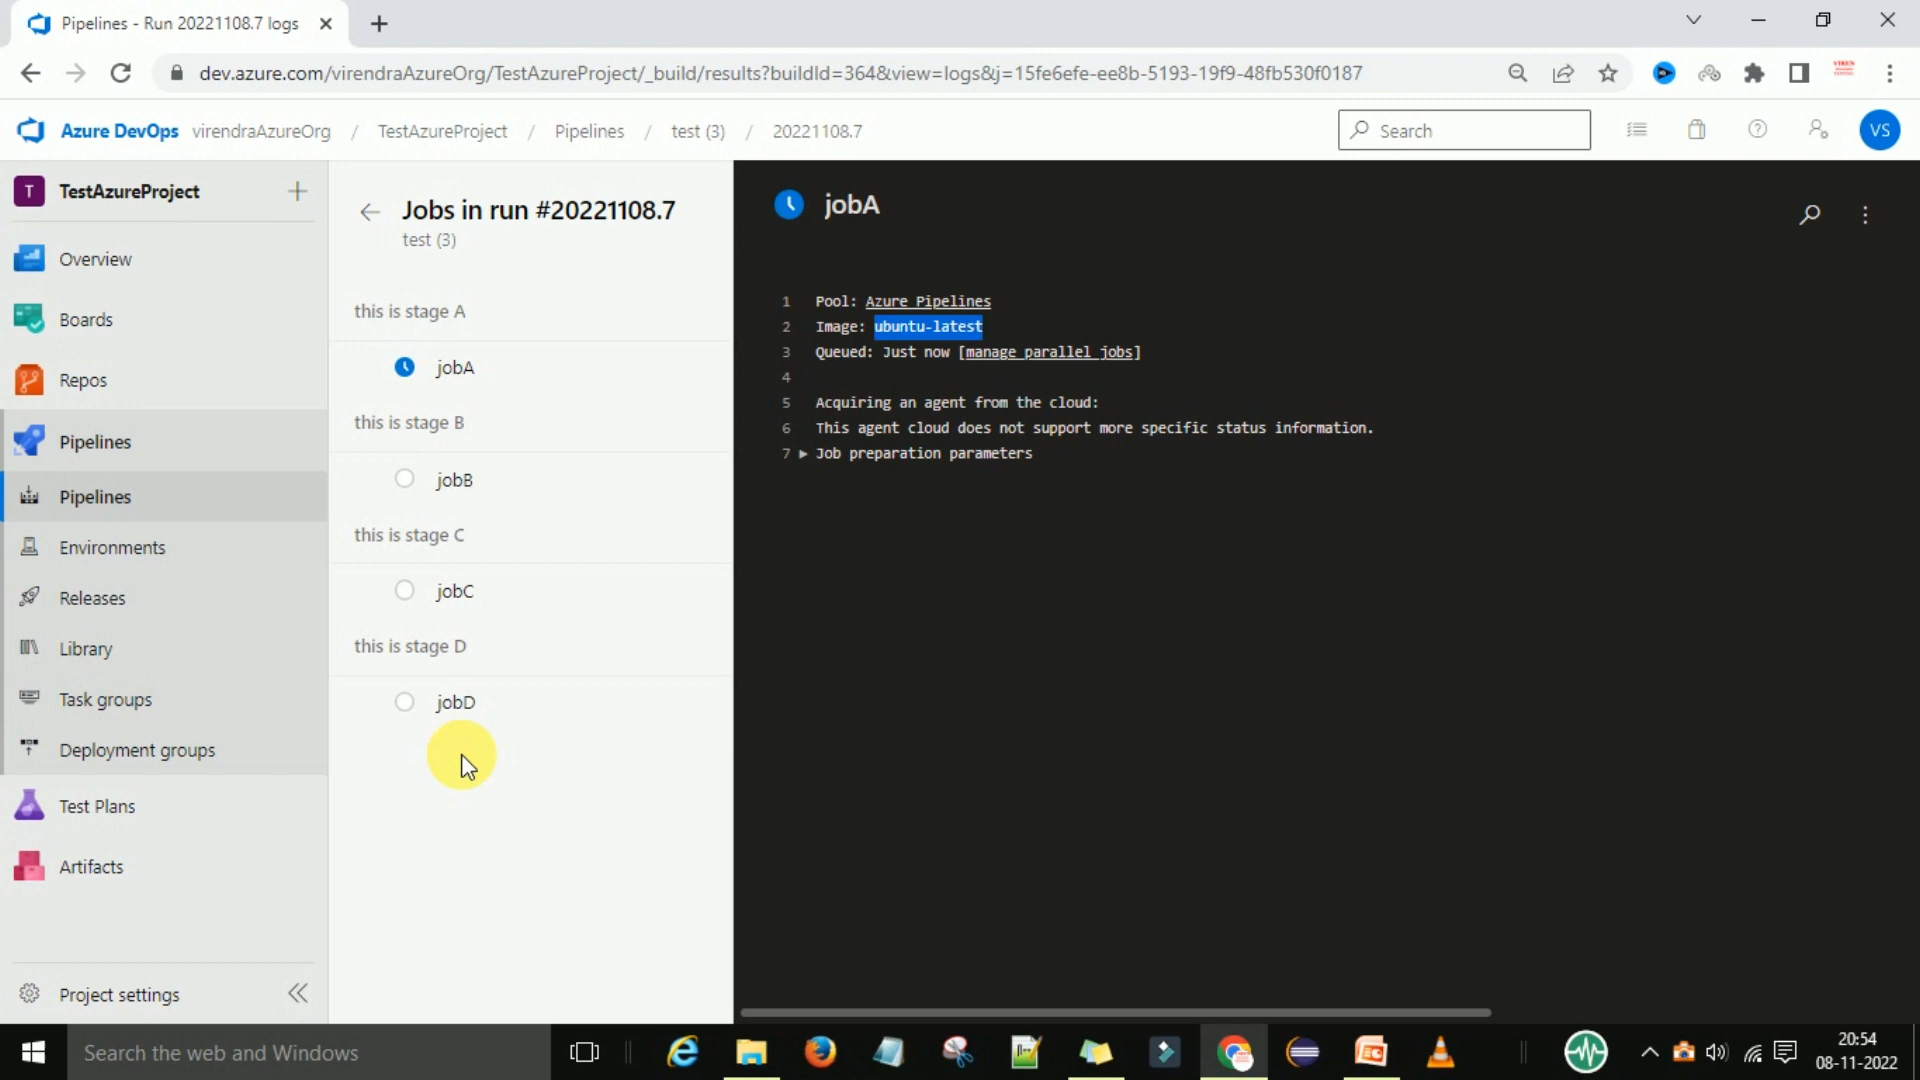 Pipelines - Run 20221108.7 logs
dev.azure.com/virendraAzureOrg/TestAzureProject/_build/results?buildId=364&view=logs&j=15fe6efe-ee8b-5193-19f9-48fb530f0187
Azure DevOps virendraAzureOrg / TestAzureProject / Pipelines / test (3) / 20221108.7
Search
VS
T TestAzureProject
Overview
Boards
Repos
Pipelines
Pipelines
Environments
Releases
Library
Task groups
Deployment groups
Test Plans
Artifacts
Project settings
Jobs in run #20221108.7
test (3)
this is stage A
jobA
this is stage B
jobB
this is stage C
jobC
this is stage D
jobD
jobA
1 Pool: Azure Pipelines
2 Image: ubuntu-latest
3 Queued: Just now [manage parallel jobs]
4
5 Acquiring an agent from the cloud:
6 This agent cloud does not support more specific status information.
7 Job preparation parameters
Search the web and Windows
20:54
08-11-2022